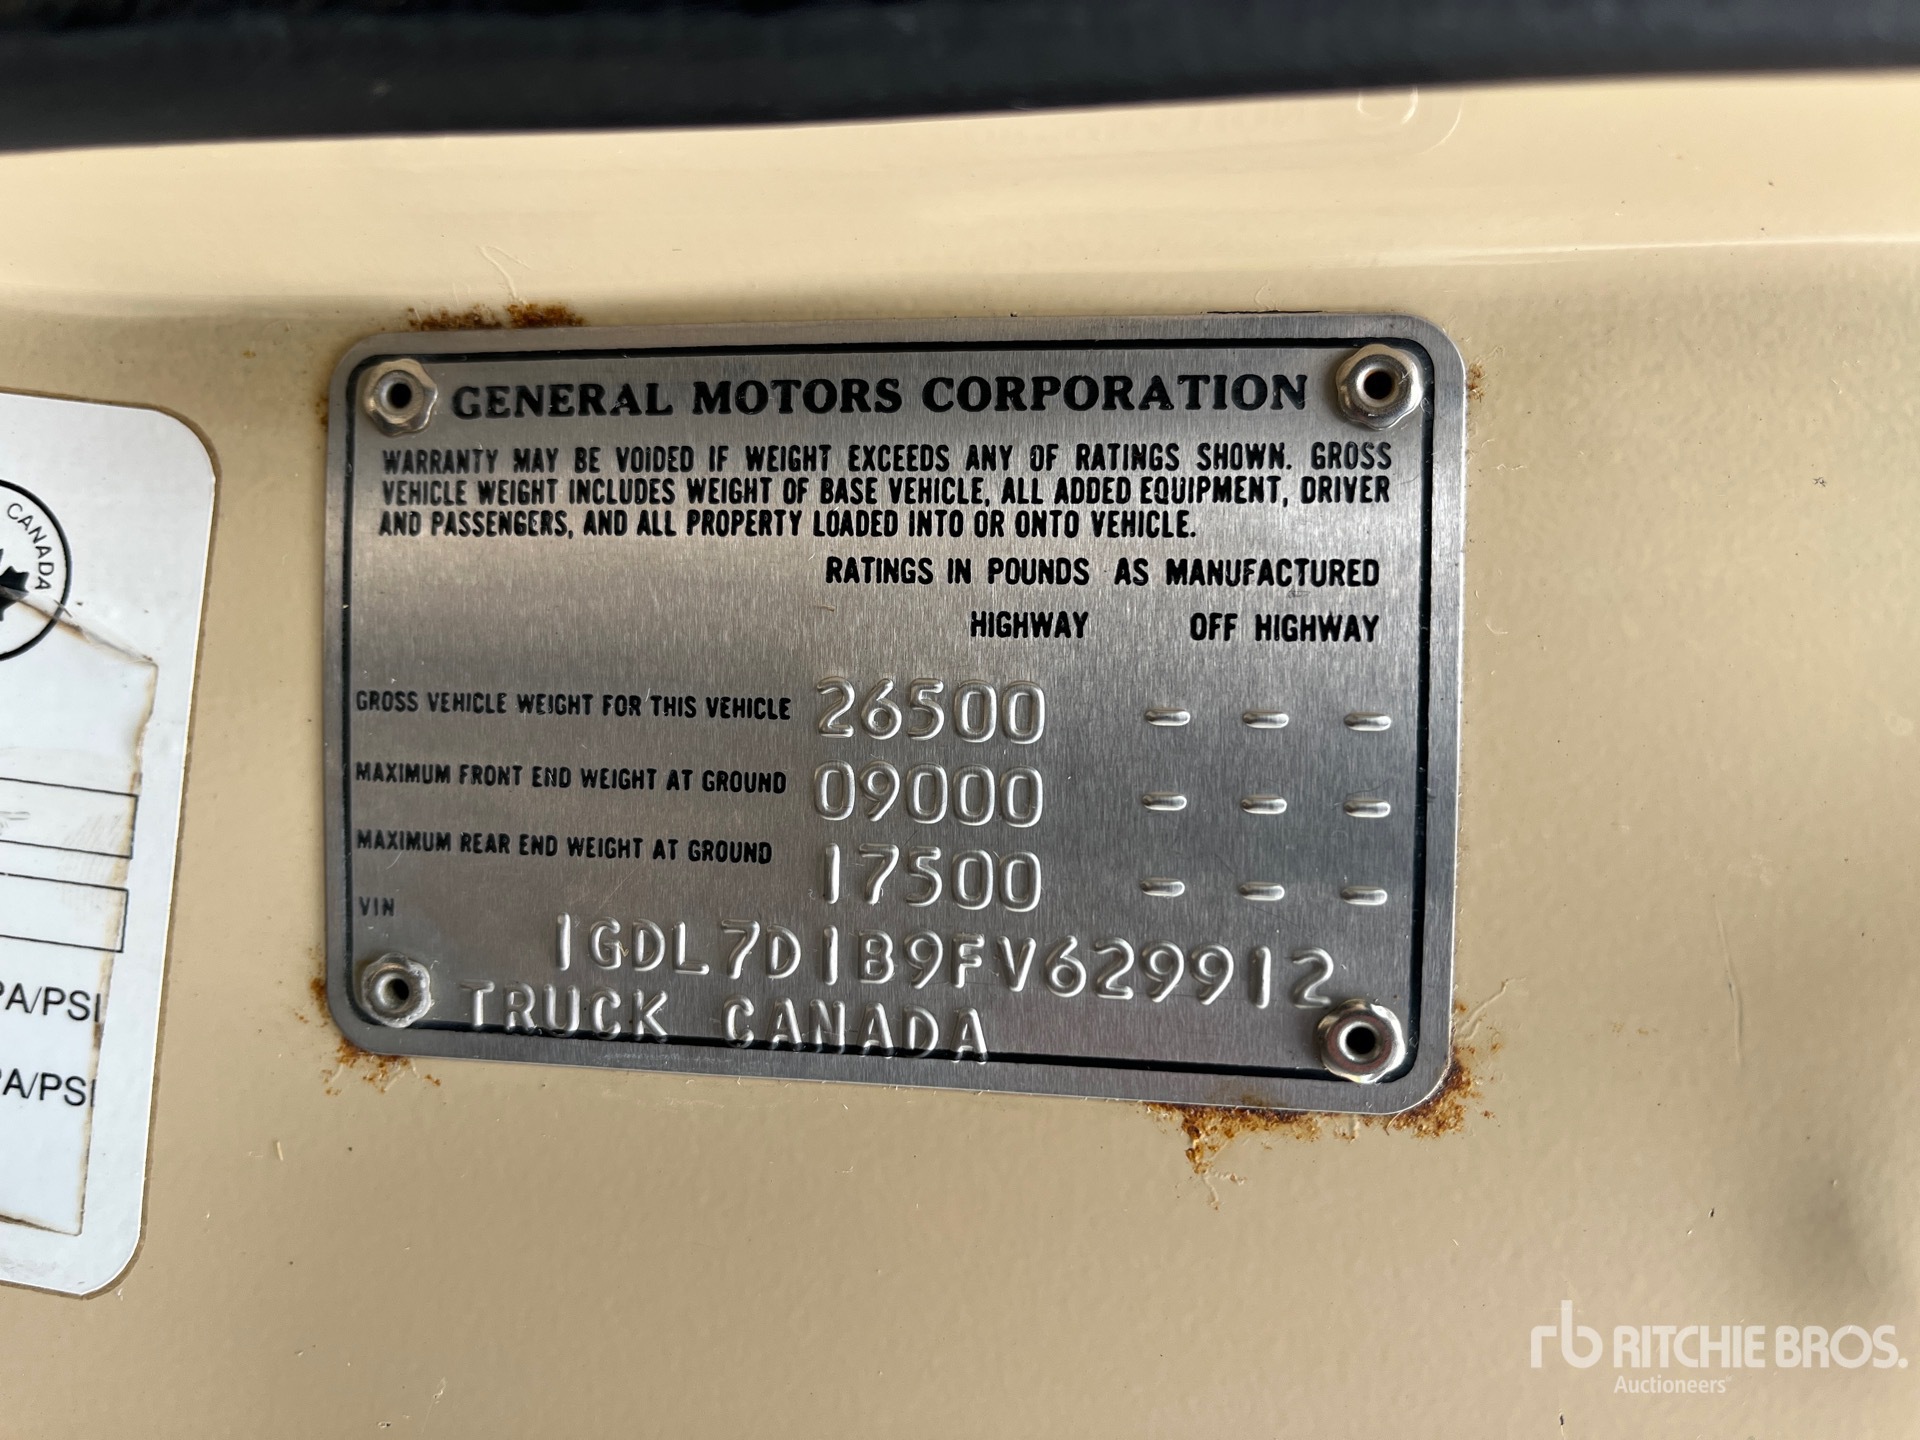 GENERAL MOTORS CORPORATION
WARRANTY MAY BE VOIDED IF WEIGHT EXCEEDS ANY OF RATINGS SHOWN. GROSS
VEHICLE WEIGHT INCLUDES WEIGHT OF BASE VEHICLE, ALL ADDED EQUIPMENT, DRIVER
AND PASSENGERS, AND ALL PROPERTY LOADED INTO OR ONTO VEHICLE.
RATINGS IN POUNDS AS MANUFACTURED
HIGHWAY OFF HIGHWAY
GROSS VEHICLE WEIGHT FOR THIS VEHICLE 26500 - - -
MAXIMUM FRONT END WEIGHT AT GROUND 09000 - - -
MAXIMUM REAR END WEIGHT AT GROUND 17500 - - -
VIN
1GDL7D1B9FV629912
TRUCK CANADA
CANADA
PA/PSI
PA/PSI
rb RITCHIE BROS.
Auctioneers